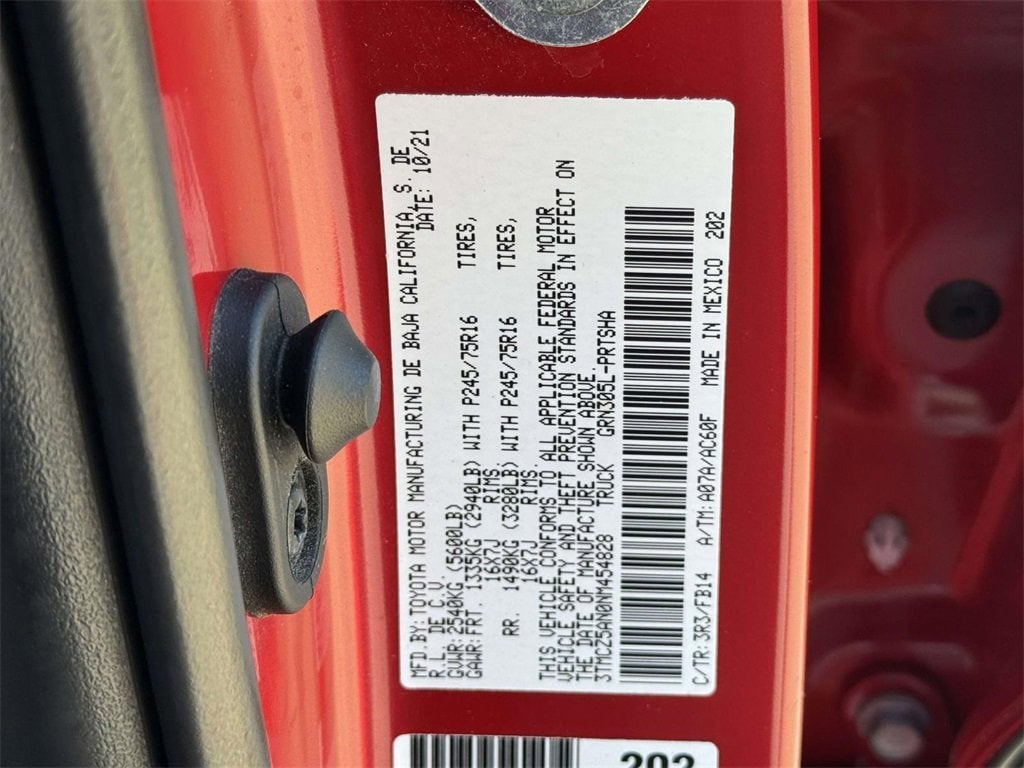 MFD.BY: TOYOTA MOTOR MANUFACTURING DE BAJA CALIFORNIA, S. DE
R.L. DE C.V DATE: 10/21
GVWR: 2540KG (5600LB)
GAWR: FRT. 1335KG (2940LB) WITH P245/75R16 TIRES,
16X7J RIMS.
RR. 1490KG (3280LB) WITH P245/75R16 TIRES,
16X7J RIMS.
THIS VEHICLE CONFORMS TO ALL APPLICABLE FEDERAL MOTOR
VEHICLE SAFETY AND THEFT PREVENTION STANDARDS IN EFFECT ON
THE DATE OF MANUFACTURE SHOWN ABOVE.
3TMCZ5AN0NM454828 TRUCK GRN305L-PRTSHA
C/TR: 3R3/FB14 A/TM: A07A/AC60F MADE IN MEXICO 202
202